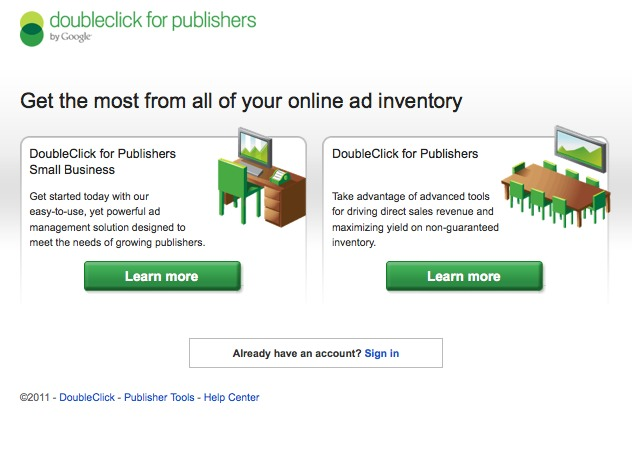 doubleclick for publishers
by Google
Get the most from all of your online ad inventory
DoubleClick for Publishers
Small Business
Get started today with our
easy-to-use, yet powerful ad
management solution designed to
meet the needs of growing publishers.
Learn more
DoubleClick for Publishers
Take advantage of advanced tools
for driving direct sales revenue and
maximizing yield on non-guaranteed
inventory.
Learn more
Already have an account? Sign in
©2011 - DoubleClick - Publisher Tools - Help Center